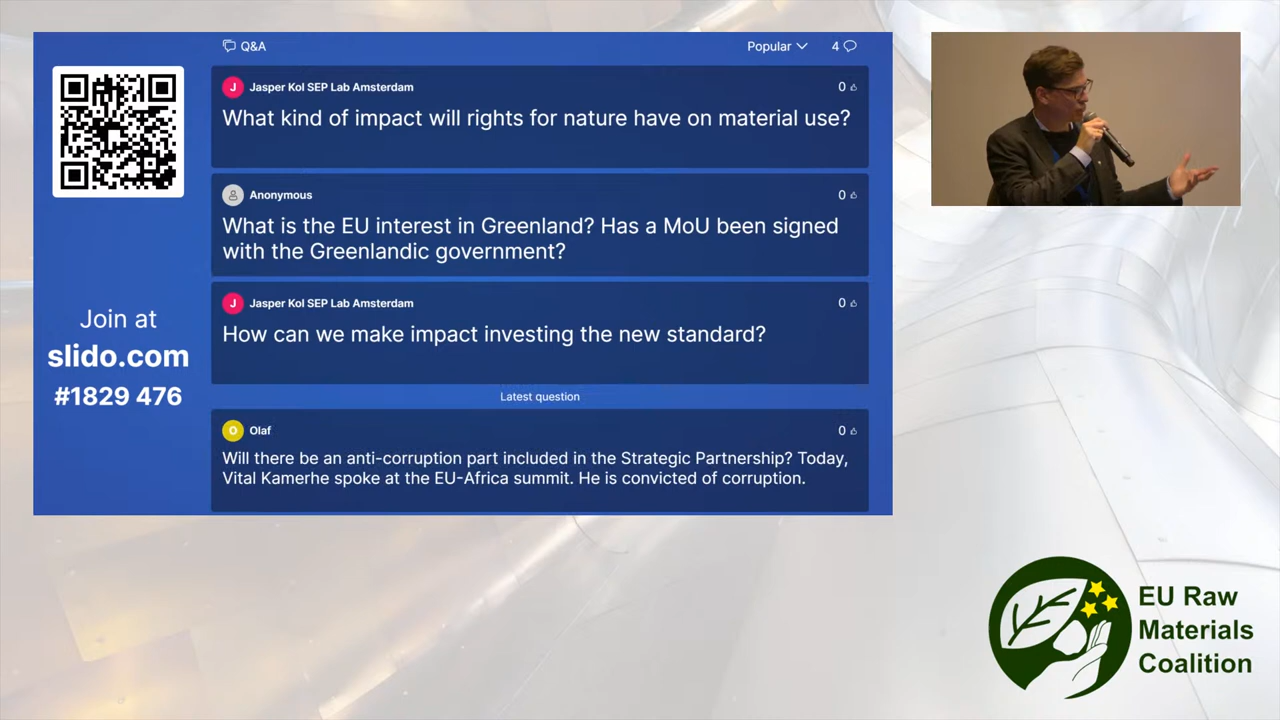 Q&A
Popular
4
J Jasper Kol SEP Lab Amsterdam
0
What kind of impact will rights for nature have on material use?
Anonymous
0
What is the EU interest in Greenland? Has a MoU been signed
with the Greenlandic government?
J Jasper Kol SEP Lab Amsterdam
0
How can we make impact investing the new standard?
Latest question
O Olaf
0
Will there be an anti-corruption part included in the Strategic Partnership? Today,
Vital Kamerhe spoke at the EU-Africa summit. He is convicted of corruption.
Join at
slido.com
#1829 476
EU Raw
Materials
Coalition